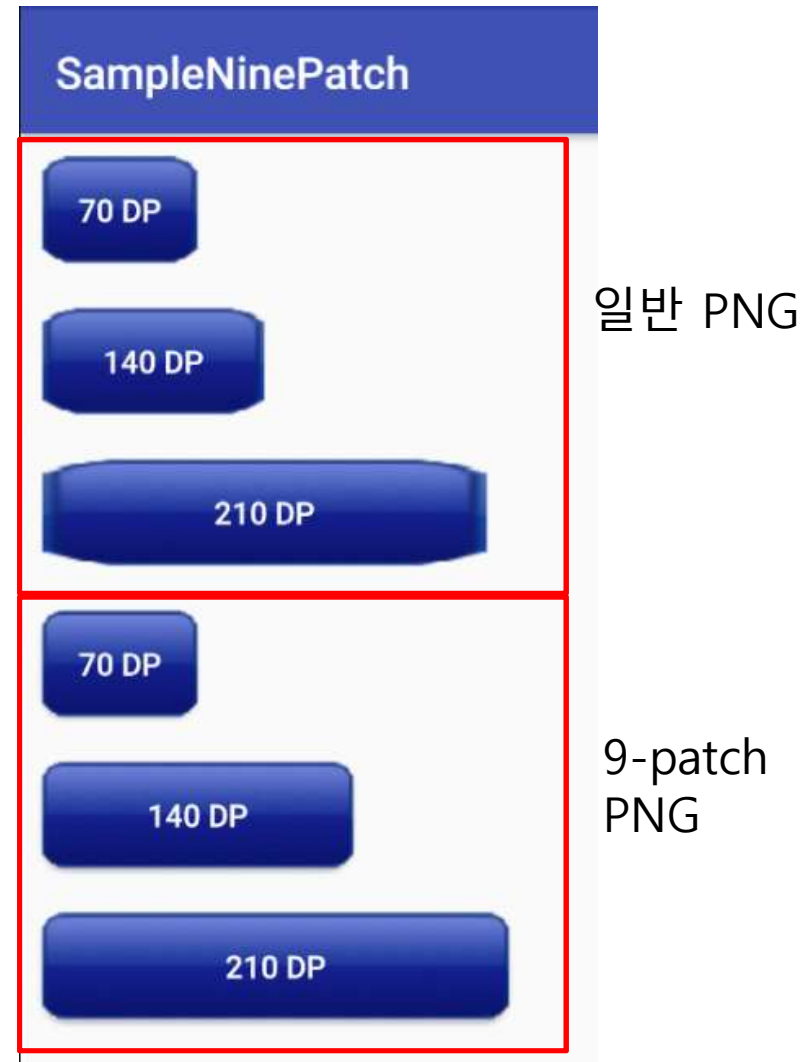 SampleNinePatch
70 DP
140 DP
210 DP
일반 PNG
70 DP
140 DP
210 DP
9-patch
PNG